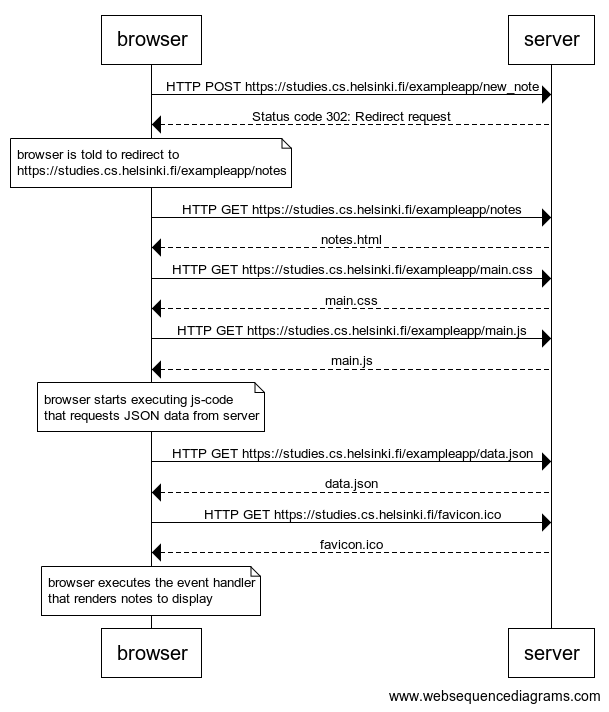 browser
server
HTTP POST https://studies.cs.helsinki.fi/exampleapp/new_note
Status code 302: Redirect request
browser is told to redirect to
https://studies.cs.helsinki.fi/exampleapp/notes
HTTP GET https://studies.cs.helsinki.fi/exampleapp/notes
notes.html
HTTP GET https://studies.cs.helsinki.fi/exampleapp/main.css
main.css
HTTP GET https://studies.cs.helsinki.fi/exampleapp/main.js
main.js
browser starts executing js-code
that requests JSON data from server
HTTP GET https://studies.cs.helsinki.fi/exampleapp/data.json
data.json
HTTP GET https://studies.cs.helsinki.fi/favicon.ico
favicon.ico
browser executes the event handler
that renders notes to display
browser
server
www.websequencediagrams.com